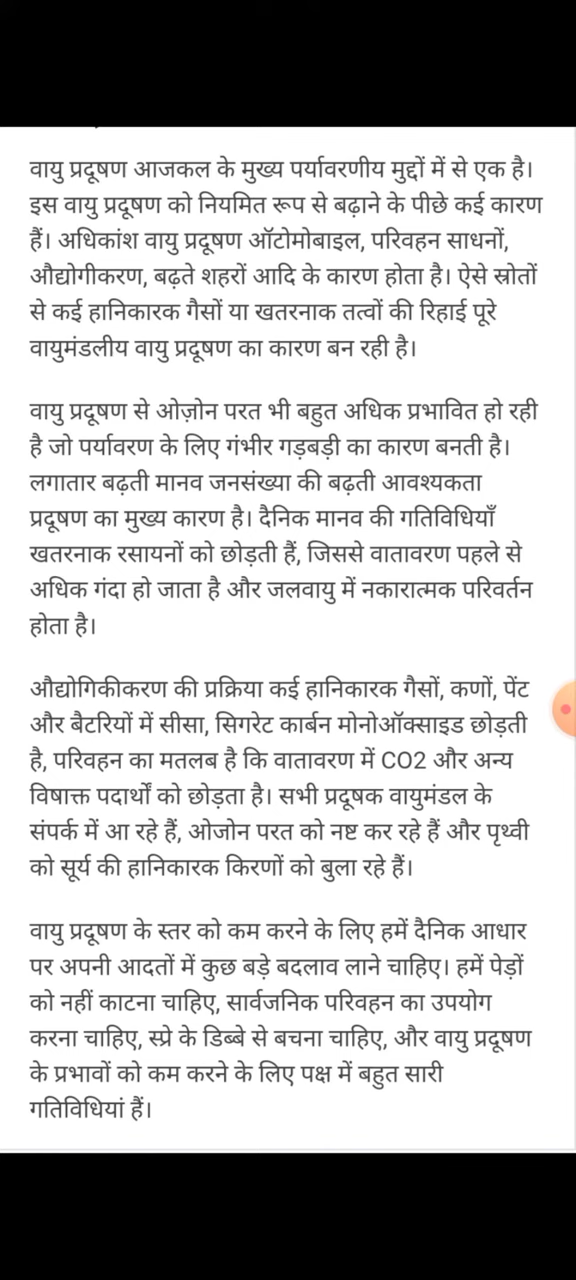 वायु प्रदूषण आजकल के मुख्य पर्यावरणीय मुद्दों में से एक है।
इस वायु प्रदूषण को नियमित रूप से बढ़ाने के पीछे कई कारण
हैं। अधिकांश वायु प्रदूषण ऑटोमोबाइल, परिवहन साधनों,
औद्योगीकरण, बढ़ते शहरों आदि के कारण होता है। ऐसे स्रोतों
से कई हानिकारक गैसों या खतरनाक तत्वों की रिहाई पूरे
वायुमंडलीय वायु प्रदूषण का कारण बन रही है।
वायु प्रदूषण से ओज़ोन परत भी बहुत अधिक प्रभावित हो रही
है जो पर्यावरण के लिए गंभीर गड़बड़ी का कारण बनती है।
लगातार बढ़ती मानव जनसंख्या की बढ़ती आवश्यकता
प्रदूषण का मुख्य कारण है। दैनिक मानव की गतिविधियाँ
खतरनाक रसायनों को छोड़ती हैं, जिससे वातावरण पहले से
अधिक गंदा हो जाता है और जलवायु में नकारात्मक परिवर्तन
होता है।
औद्योगिकीकरण की प्रक्रिया कई हानिकारक गैसों, कणों, पेंट
और बैटरियों में सीसा, सिगरेट कार्बन मोनोऑक्साइड छोड़ती
है, परिवहन का मतलब है कि वातावरण में CO2 और अन्य
विषाक्त पदार्थों को छोड़ता है। सभी प्रदूषक वायुमंडल के
संपर्क में आ रहे हैं, ओजोन परत को नष्ट कर रहे हैं और पृथ्वी
को सूर्य की हानिकारक किरणों को बुला रहे हैं।
वायु प्रदूषण के स्तर को कम करने के लिए हमें दैनिक आधार
पर अपनी आदतों में कुछ बड़े बदलाव लाने चाहिए। हमें पेड़ों
को नहीं काटना चाहिए, सार्वजनिक परिवहन का उपयोग
करना चाहिए, स्प्रे के डिब्बे से बचना चाहिए, और वायु प्रदूषण
के प्रभावों को कम करने के लिए पक्ष में बहुत सारी
गतिविधियां हैं।